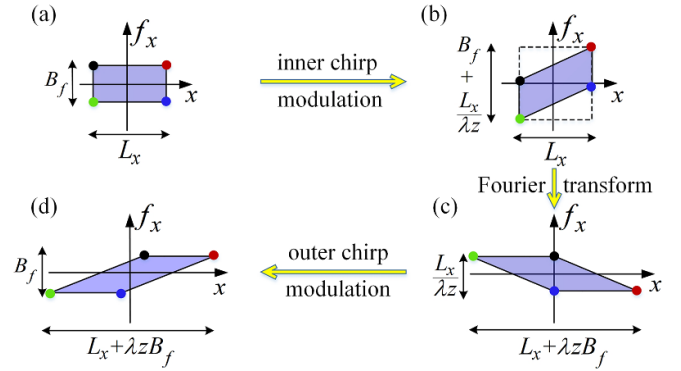 (a)
f_x
B_f
x
L_x
inner chirp
modulation
(b)
f_x
B_f
+
L_x
λz
x
L_x
Fourier transform
(d)
f_x
B_f
x
L_x+λzB_f
outer chirp
modulation
(c)
f_x
L_x
λz
x
L_x+λzB_f